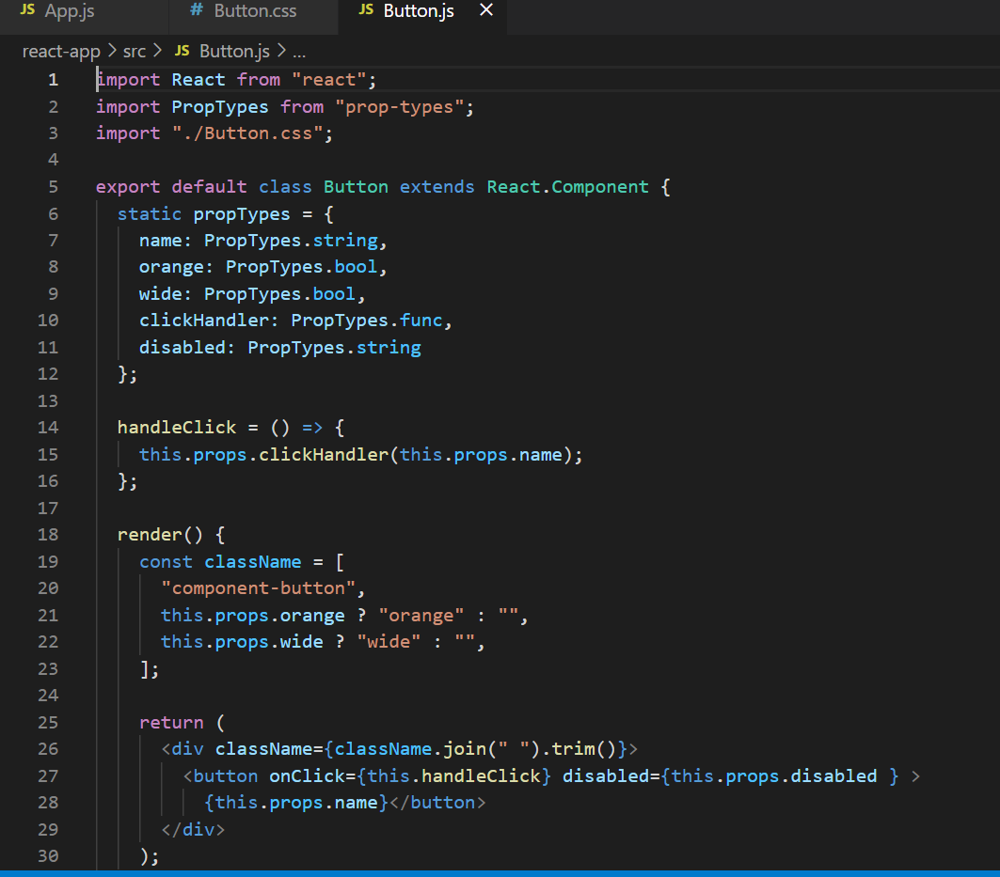 JS App.js # Button.css JS Button.js ×
react-app > src > JS Button.js > ...
1 import React from "react";
2 import PropTypes from "prop-types";
3 import "./Button.css";
4
5 export default class Button extends React.Component {
6   static propTypes = {
7     name: PropTypes.string,
8     orange: PropTypes.bool,
9     wide: PropTypes.bool,
10     clickHandler: PropTypes.func,
11     disabled: PropTypes.string
12   };
13
14   handleClick = () => {
15     this.props.clickHandler(this.props.name);
16   };
17
18   render() {
19     const className = [
20       "component-button",
21       this.props.orange ? "orange" : "",
22       this.props.wide ? "wide" : "",
23     ];
24
25     return (
26       <div className={className.join(" ").trim()}>
27         <button onClick={this.handleClick} disabled={this.props.disabled } >
28           {this.props.name}</button>
29       </div>
30     );